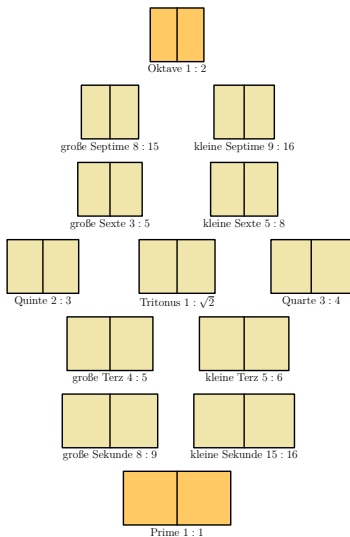 Oktave 1 : 2
große Septime 8 : 15
kleine Septime 9 : 16
große Sexte 3 : 5
kleine Sexte 5 : 8
Quinte 2 : 3
Tritonus 1 : √2
Quarte 3 : 4
große Terz 4 : 5
kleine Terz 5 : 6
große Sekunde 8 : 9
kleine Sekunde 15 : 16
Prime 1 : 1